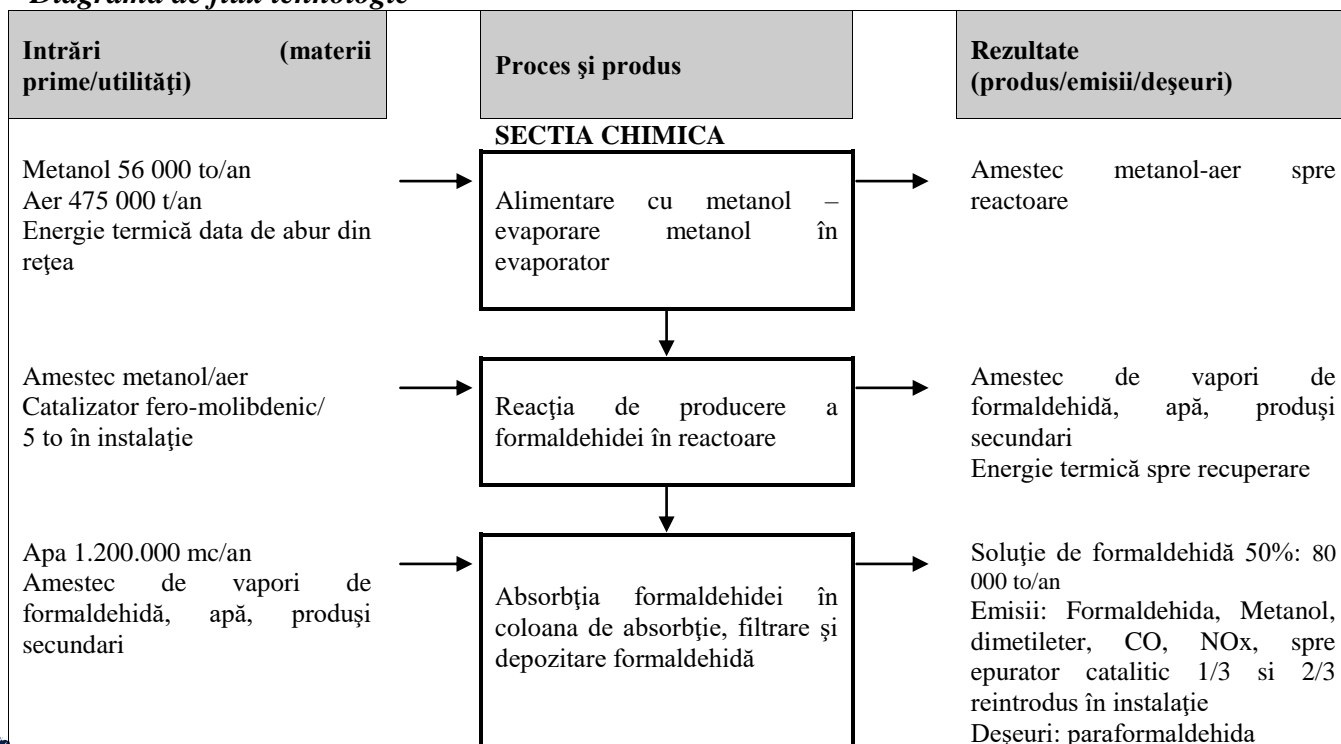 Diagrama de flux tehnologic
Intrări (materii
prime/utilităţi)
Proces şi produs
Rezultate
(produs/emisii/deşeuri)
SECTIA CHIMICA
Metanol 56 000 to/an
Aer 475 000 t/an
Energie termică data de abur din
reţea
Alimentare cu metanol –
evaporare metanol în
evaporator
Amestec metanol-aer spre
reactoare
Amestec metanol/aer
Catalizator fero-molibdenic/
5 to în instalaţie
Reacţia de producere a
formaldehidei în reactoare
Amestec de vapori de
formaldehidă, apă, produşi
secundari
Energie termică spre recuperare
Apa 1.200.000 mc/an
Amestec de vapori de
formaldehidă, apă, produşi
secundari
Absorbţia formaldehidei în
coloana de absorbţie, filtrare şi
depozitare formaldehidă
Soluţie de formaldehidă 50%: 80
000 to/an
Emisii: Formaldehida, Metanol,
dimetileter, CO, NOx, spre
epurator catalitic 1/3 si 2/3
reintrodus în instalaţie
Deşeuri: paraformaldehida